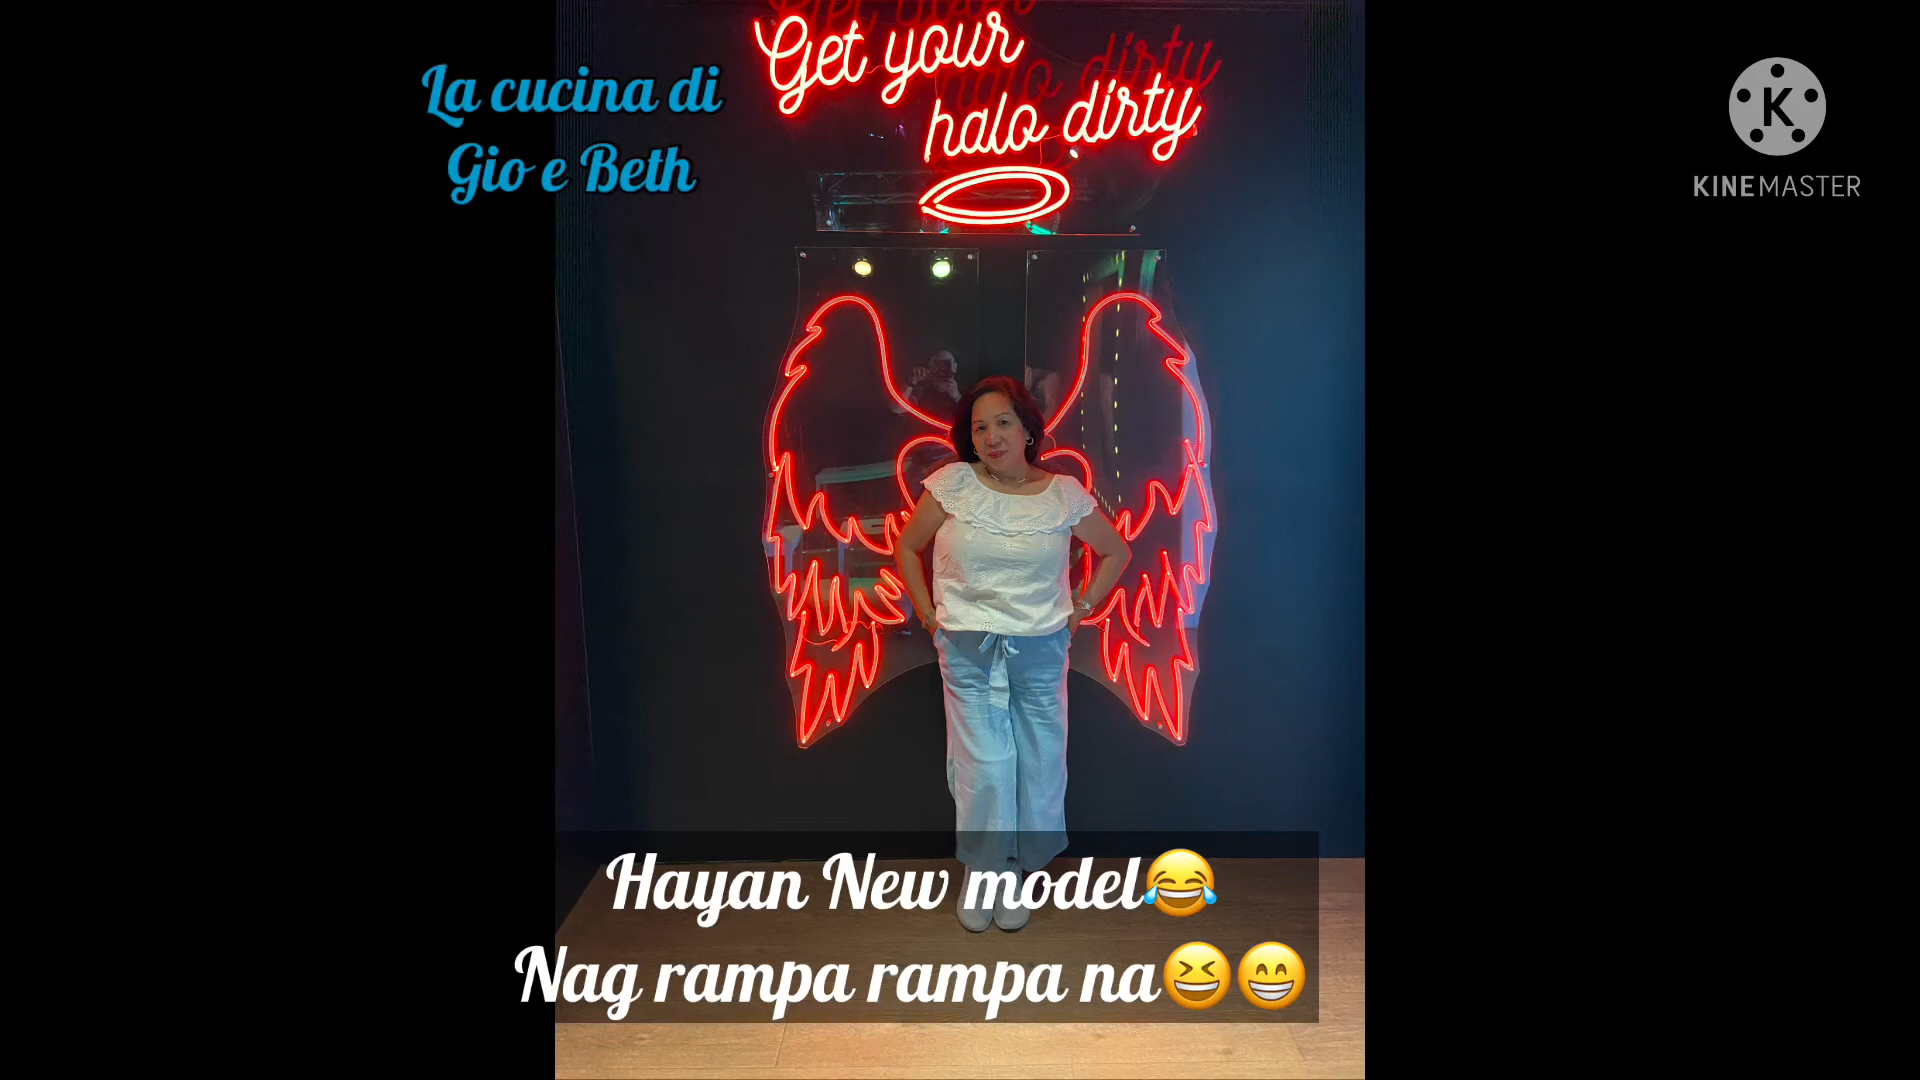 La cucina di
Gio e Beth
Get your
halo dirty
K
KINEMASTER
Hayan New model😂
Nag rampa rampa na😆😁